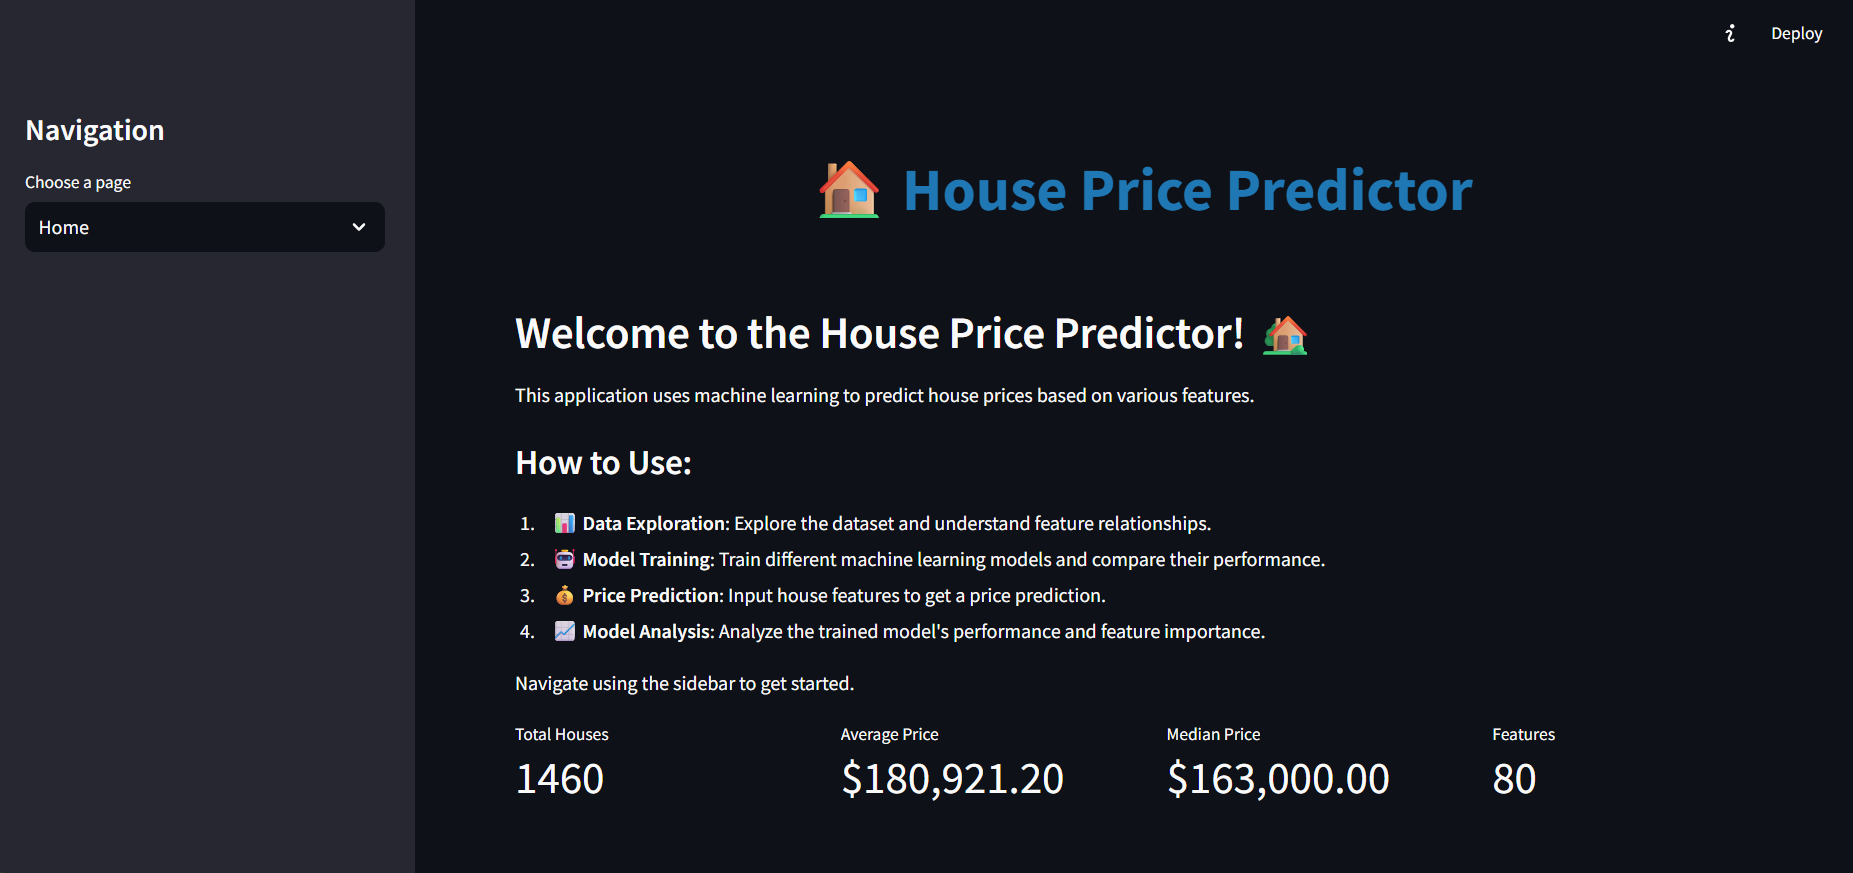 Deploy
Navigation
Choose a page
Home
House Price Predictor
Welcome to the House Price Predictor!
This application uses machine learning to predict house prices based on various features.
How to Use:
1. Data Exploration: Explore the dataset and understand feature relationships.
2. Model Training: Train different machine learning models and compare their performance.
3. Price Prediction: Input house features to get a price prediction.
4. Model Analysis: Analyze the trained model's performance and feature importance.
Navigate using the sidebar to get started.
Total Houses Average Price Median Price Features
1460 $180,921.20 $163,000.00 80